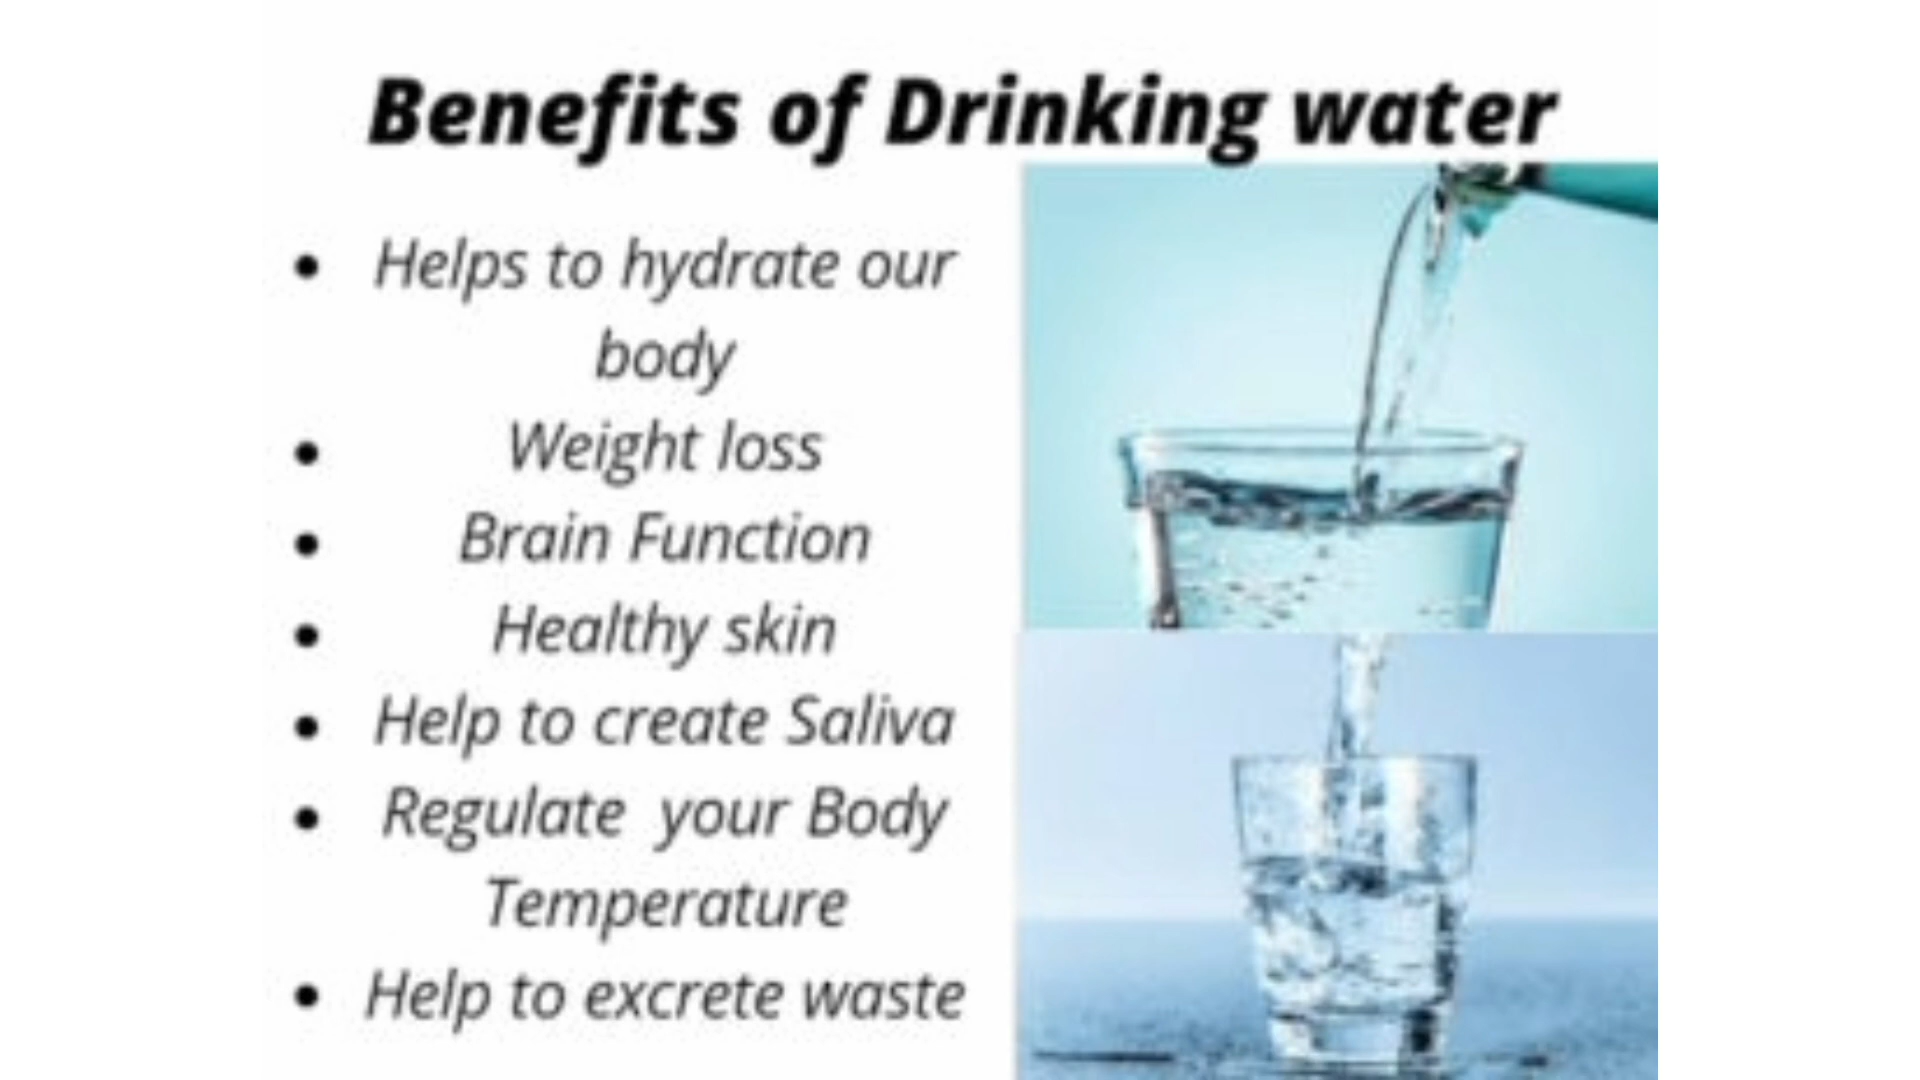 Benefits of Drinking water
• Helps to hydrate our
body
• Weight loss
• Brain Function
• Healthy skin
• Help to create Saliva
• Regulate your Body
Temperature
• Help to excrete waste